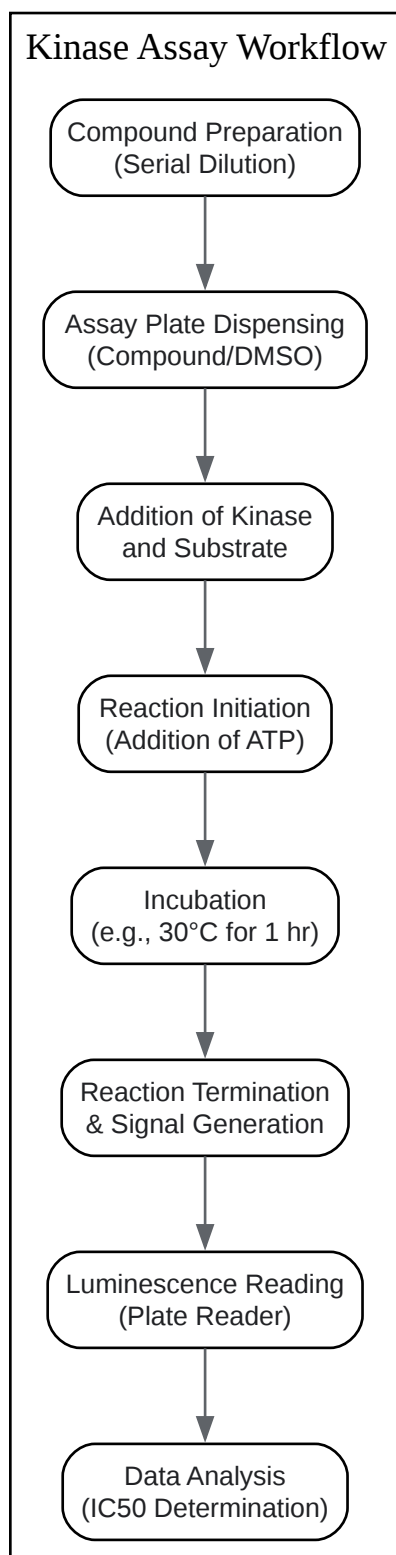 Kinase Assay Workflow
Compound Preparation
(Serial Dilution)
Assay Plate Dispensing
(Compound/DMSO)
Addition of Kinase
and Substrate
Reaction Initiation
(Addition of ATP)
Incubation
(e.g., 30°C for 1 hr)
Reaction Termination
& Signal Generation
Luminescence Reading
(Plate Reader)
Data Analysis
(IC50 Determination)